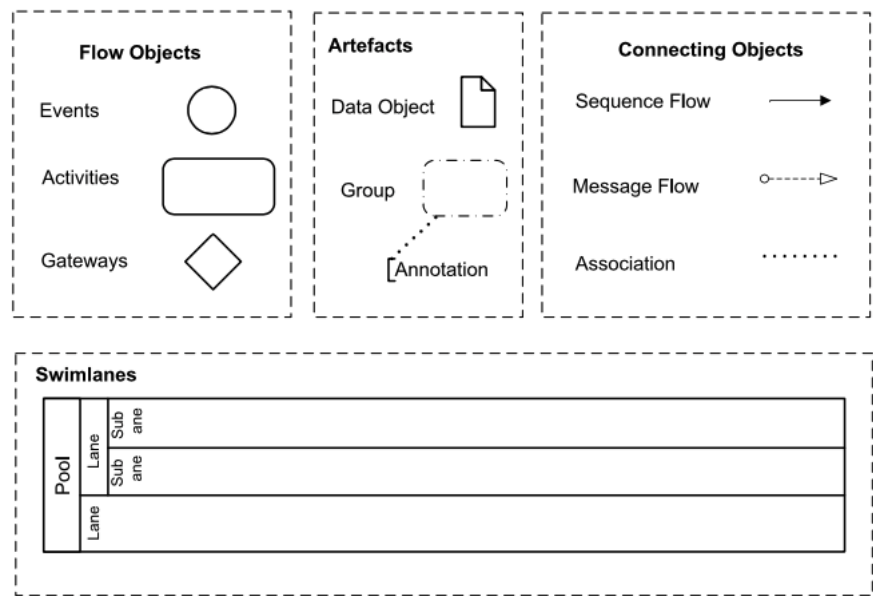 Flow Objects
Events
Activities
Gateways
Artefacts
Data Object
Group
Annotation
Connecting Objects
Sequence Flow
Message Flow
Association
Swimlanes
Pool
Lane
Sub
ane
Sub
ane
Lane